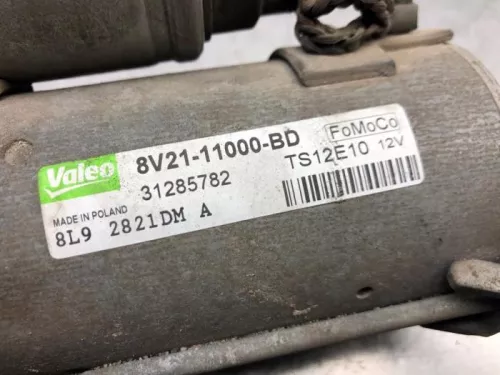 Valeo
8V21-11000-BD
FoMoCo
31285782
TS12E10 12V
MADE IN POLAND
8L9 2821DM A